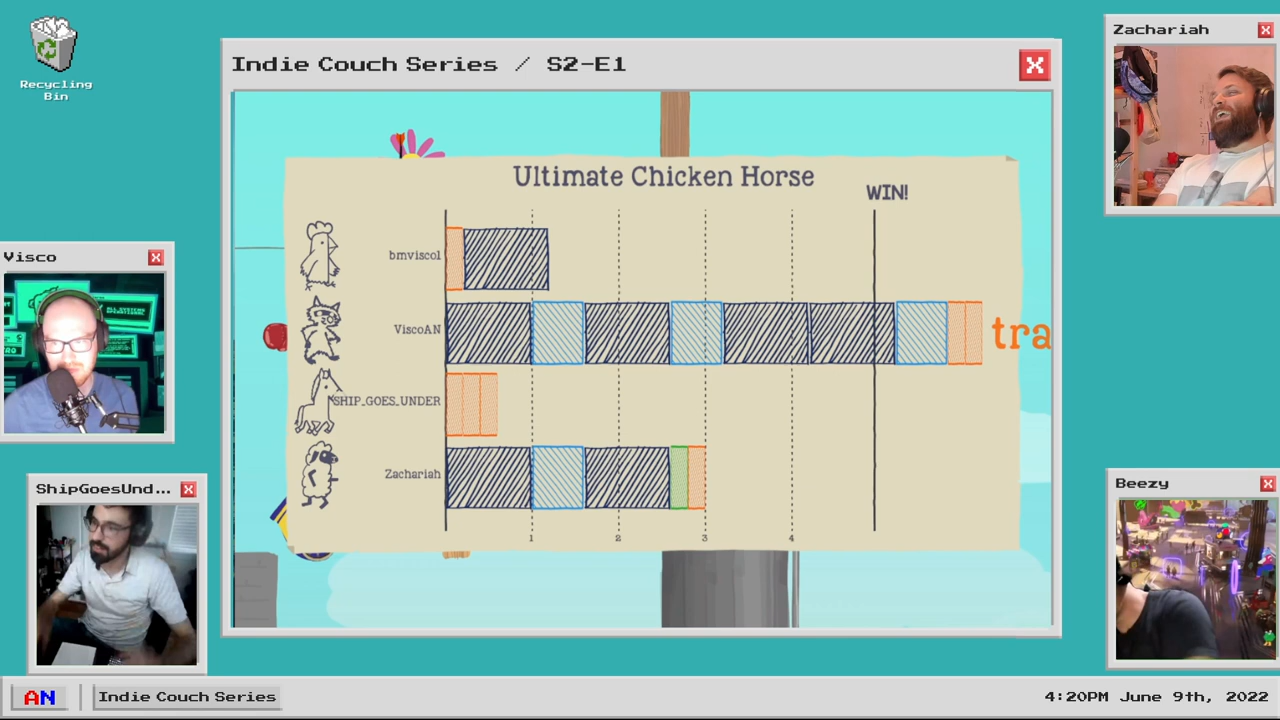 Recycling
Bin
Indie Couch Series / S2-E1
Zachariah
Visco
ShipGoesUnd...
Beezy
Ultimate Chicken Horse
WIN!
bmviscol
ViscoAN
tra
SHIP_GOES_UNDER
Zachariah
1 2 3 4
AN
Indie Couch Series
4:20PM June 9th, 2022